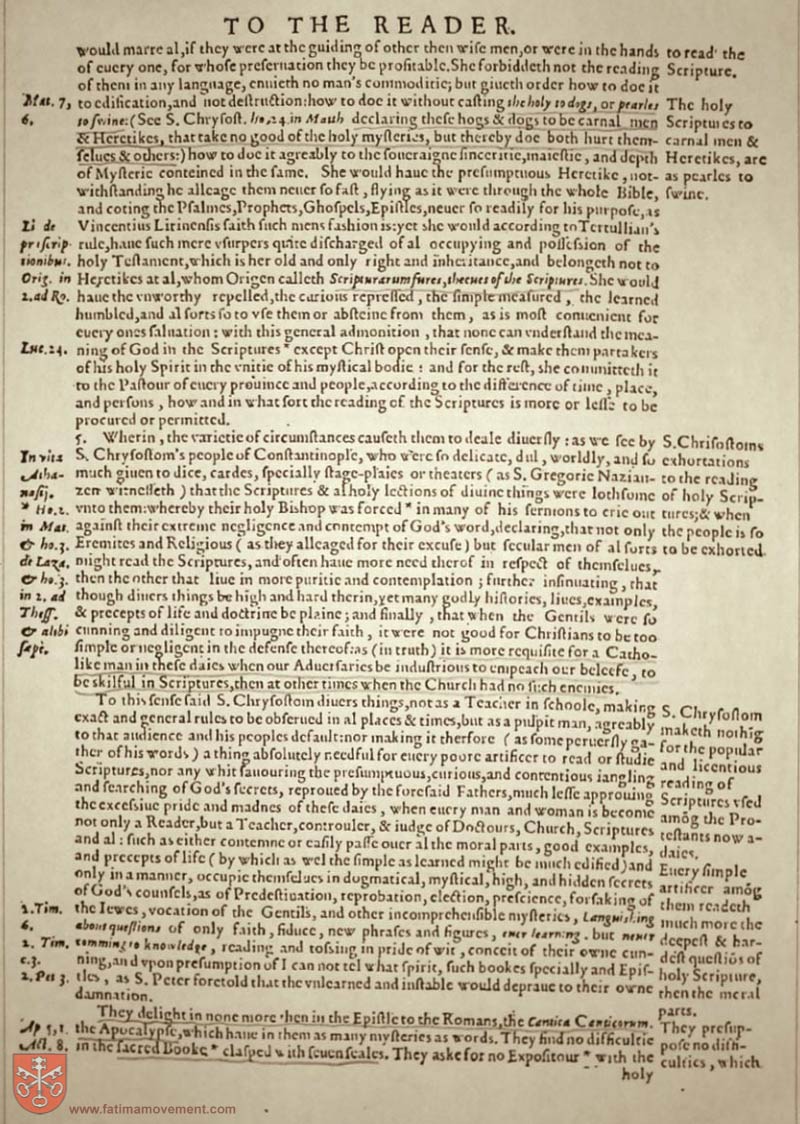 TO THE READER.
would marre al,if they were at the guiding of other then wiſe men,or were in the hands
of euery one, for whoſe preſeruation they be profitable.She forbiddeth not the reading
of them in any language, enuieth no man's commoditie; but giueth order how to doe it
to edification,and not deſtruction:how to doe it without caſting the holy to dogs, or pearles
to ſwine:(See S. Chryſoſt. ho,24 in Matth declaring theſe hogs & dogs to be carnal men
& Heretikes, that take no good of the holy myſteries, but thereby doe both hurt them-
ſelues & others:) how to doe it agreably to the ſoueraigne ſinceritie,maieſtie, and depth
of Myſterie conteined in the ſame. She would haue the preſumptuous Heretike, not-
withſtanding he alleage them neuer ſo faſt, flying as it were through the whole Bible,
and coting the Pſalmes,Prophets,Ghoſpels,Epiſtles,neuer ſo readily for his purpoſe,as
Vincentius Lirinenſis ſaith ſuch mens faſhion is:yet she would according to Tertullian's
rule,haue ſuch mere vſurpers quite diſcharged of al occupying and poſſeſsion of the
holy Teſtament,which is her old and only right and inheritance,and belongeth not to
Heretikes at al,whom Origen calleth Scripturarum fures,theeues of the Scriptures. She would
haue the vnworthy repelled,the curious repreſſed, the ſimple meaſured, the learned
humbled,and al ſorts ſo to vſe them or abſteine from them, as is moſt conuenient for
euery ones ſaluation: with this general admonition, that none can vnderſtand the mea-
ning of God in the Scriptures * except Chriſt open their ſenſe, & make them partakers
of his holy Spirit in the vnitie of his myſtical bodie: and for the reſt, she committeth it
to the Paſtour of euery prouince and people,according to the difference of time, place,
and perſons, how and in what ſort the reading of the Scriptures is more or leſſe to be
procured or permitted.
5. Wherin, the varietie of circumſtances cauſeth them to deale diuerſly: as we ſee by
S. Chryſoſtom's people of Conſtantinople, who were ſo delicate, dul, worldly, and ſo
much giuen to dice, cardes, ſpecially ſtage-plaies or theaters (as S. Gregorie Nazian-
zen witneſſeth) that the Scriptures & al holy lections of diuine things were lothſome
vnto them:whereby their holy Bishop was forced * in many of his ſermons to crie out
againſt their extreme negligence and contempt of God's word,declaring,that not only
Eremites and Religious (as they alleaged for their excuſe) but ſecular men of al ſorts
might read the Scriptures, and often haue more need therof in reſpect of themſelues,
then the other that liue in more puritie and contemplation; further inſinuating, that
though diuers things be high and hard therin,yet many godly hiſtories, liues,examples,
& precepts of life and doctrine be plaine; and finally, that when the Gentils were ſo
cunning and diligent to impugne their faith, it were not good for Chriſtians to be too
ſimple or negligent in the defenſe thereof:as (in truth) it is more requiſite for a Catho-
like man in theſe daies when our Aduerſaries be induſtrious to empeach our beleefe, to
be skilful in Scriptures,then at other times when the Church had no ſuch enemies.
To this ſenſe ſaid S. Chryſoſtom diuers things,not as a Teacher in ſchoole, making
exact and general rules to be obſerued in al places & times,but as a pulpit man, agreably
to that audience and his peoples default:nor making it therfore (as ſome peruerſly ga-
ther of his words) a thing abſolutely needful for euery poore artificer to read or ſtudie
Scriptures,nor any whit fauouring the preſumptuous,curious,and contentious iangling
and ſearching of God's ſecrets, reproued by the foreſaid Fathers,much leſſe approuing
the exceſsiue pride and madnes of theſe daies, when euery man and woman is become
not only a Reader,but a Teacher,controuler, & iudge of Doctours, Church, Scriptures
and al: ſuch as either contemne or eaſily paſſe ouer al the moral parts, good examples,
and precepts of life (by which as wel the ſimple as learned might be much edified) and
only in a manner, occupie themſelues in dogmatical, myſtical, high, and hidden ſecrets
of God's counſels,as of Predeſtination, reprobation, election, preſcience, forſaking of
the Iewes, vocation of the Gentils, and other incomprehenſible myſteries, Languishing
about queſtions of only faith, fiduce, new phraſes and figures, euer learning, but neuer
comming to knowledge, reading and toſsing in pride of wit, conceit of their owne cun-
ning,and vpon preſumption of I can not tel what ſpirit, ſuch bookes ſpecially and Epiſ-
tles, as S. Peter foretold that the vnlearned and inſtable would depraue to their owne
damnation.
They delight in none more then in the Epiſtle to the Romans,the Cantica Canticorum.
the Apocalypſe,which haue in them as many myſteries as words. They find no difficultie
in the ſacred Booke * claſped with ſeuen ſeales. They aske for no Expoſitour * with the
holy
Mat. 7,
6.
Li de
præſcrip-
tionibus.
Orig. in
2. ad Ro.
Luc. 24.
In vita
Atha-
naſij.
* Ho. 2.
in Mat.
& ho. 3.
de Laza,
& ho. 3.
in 2. ad
Theſſ.
& alibi
ſæpe.
1. Tim.
6.
2. Tim.
c. 3.
2. Pet 3.
Ap 5, 1.
Act. 8.
to read the
Scripture.
The holy
Scriptures to
carnal men &
Heretikes, are
as pearles to
ſwine.
S.Chriſoſtoms
exhortations
to the reading
of holy Scrip-
tures;& when
the people is ſo
to be exhorted.
S. Chryſoſtom
maketh nothīg
for the popular
and licentious
reading of
Scriptures vſed
amōg the Pro-
teſtants now a-
daies.
Euery ſimple
artificer amōg
them readeth
much more the
deepeſt & har-
deſt queſtiōs of
holy Scripture,
then the moral
parts.
They preſup-
poſe no diffi-
culties, which
www.fatimamovement.com